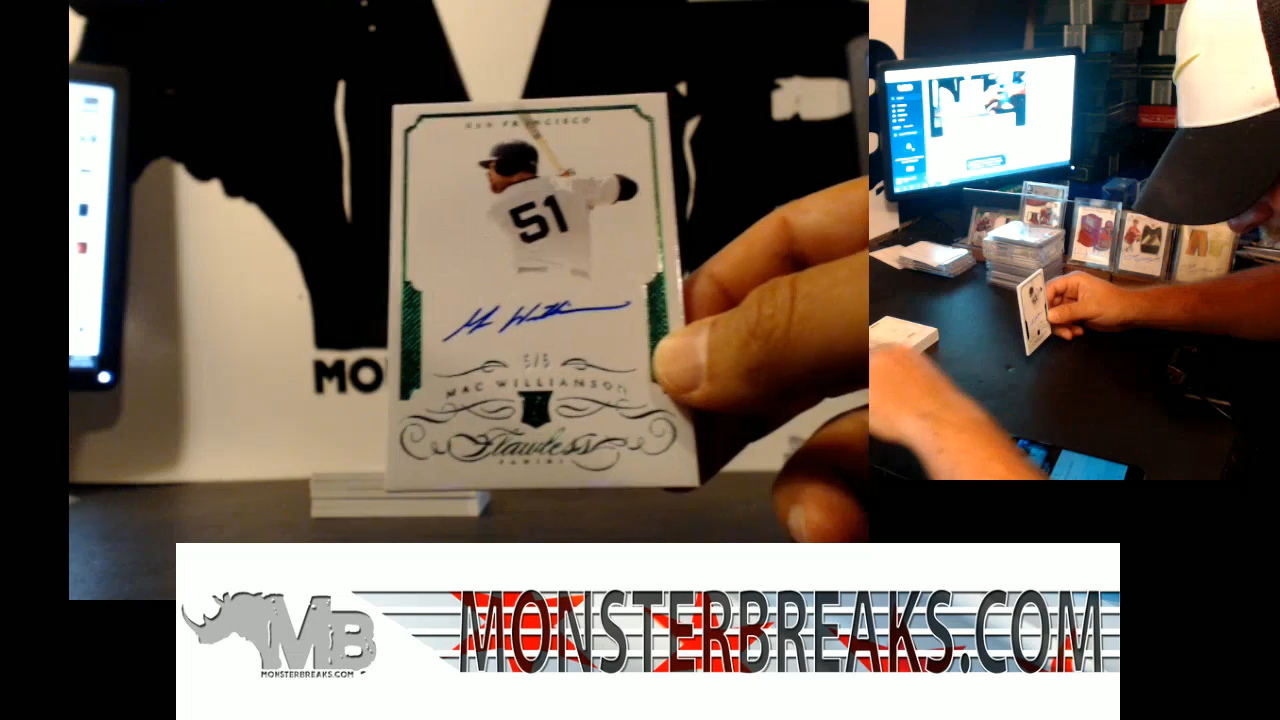 SAN FRANCISCO
51
5/5
MAC WILLIAMSON
Flawless
PANINI
MO
MB
MONSTERBREAKS.COM
MONSTERBREAKS.COM